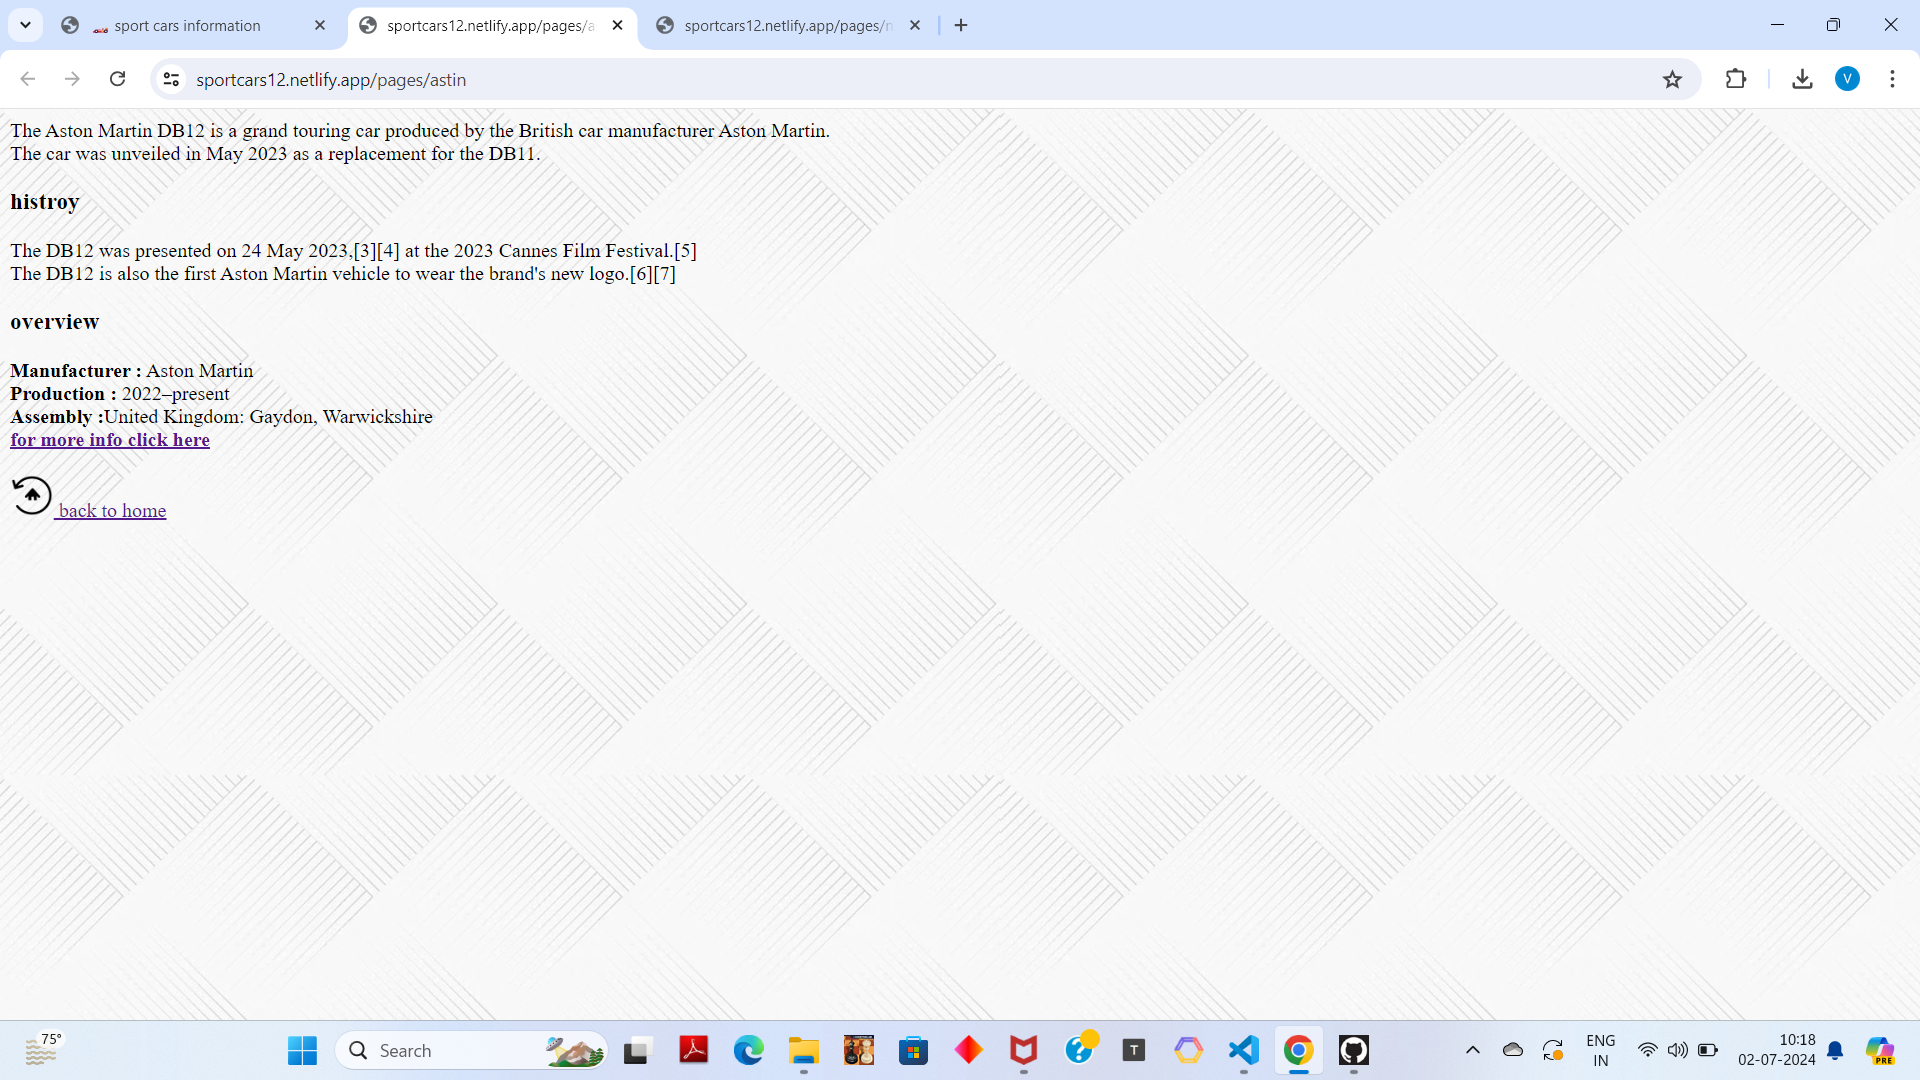 sport cars information
sportcars12.netlify.app/pages/a
sportcars12.netlify.app/pages/n
sportcars12.netlify.app/pages/astin
V
The Aston Martin DB12 is a grand touring car produced by the British car manufacturer Aston Martin.
The car was unveiled in May 2023 as a replacement for the DB11.
histroy
The DB12 was presented on 24 May 2023,[3][4] at the 2023 Cannes Film Festival.[5]
The DB12 is also the first Aston Martin vehicle to wear the brand's new logo.[6][7]
overview
Manufacturer : Aston Martin
Production : 2022–present
Assembly :United Kingdom: Gaydon, Warwickshire
for more info click here
back to home
75°
Search
T
ENG
IN
10:18
02-07-2024
PRE